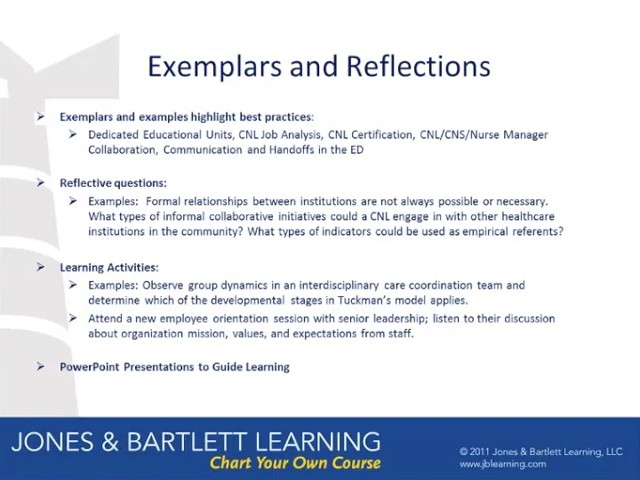 Exemplars and Reflections
Exemplars and examples highlight best practices:
Dedicated Educational Units, CNL Job Analysis, CNL Certification, CNL/CNS/Nurse Manager
Collaboration, Communication and Handoffs in the ED
Reflective questions:
Examples: Formal relationships between institutions are not always possible or necessary.
What types of informal collaborative initiatives could a CNL engage in with other healthcare
institutions in the community? What types of indicators could be used as empirical referents?
Learning Activities:
Examples: Observe group dynamics in an interdisciplinary care coordination team and
determine which of the developmental stages in Tuckman's model applies.
Attend a new employee orientation session with senior leadership; listen to their discussion
about organization mission, values, and expectations from staff.
PowerPoint Presentations to Guide Learning
JONES & BARTLETT LEARNING
Chart Your Own Course
© 2011 Jones & Bartlett Learning, LLC
www.jblearning.com